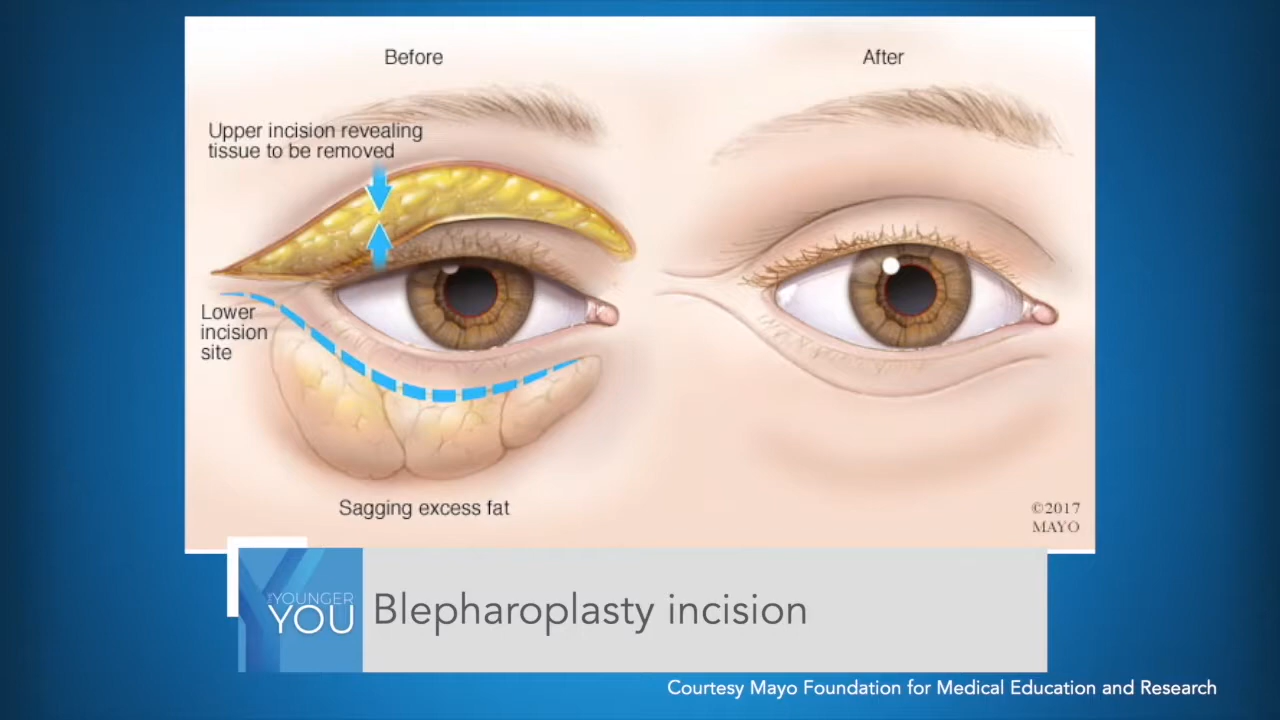 Before
After
Upper incision revealing
tissue to be removed
Lower
incision
site
Sagging excess fat
©2017
MAYO
YOUNGER
YOU
Blepharoplasty incision
Courtesy Mayo Foundation for Medical Education and Research